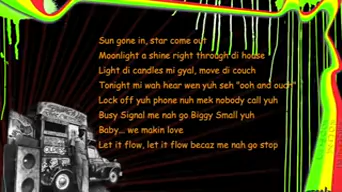 Sun gone in, star come out
Moonlight a shine right through di house
Light di candles mi gyal, move di couch
Tonight mi wah hear wen yuh seh "ooh and ouch"
Lock off yuh phone nuh mek nobody call yuh
Busy Signal me nah go Biggy Small yuh
Baby... we makin love
Let it flow, let it flow becaz me nah go stop